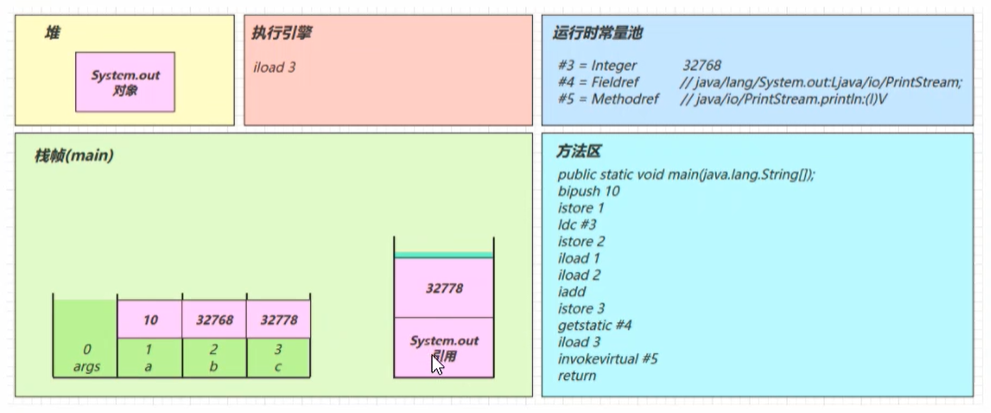 堆
System.out
对象
执行引擎
iload 3
运行时常量池
#3 = Integer 32768
#4 = Fieldref // java/lang/System.out:Ljava/io/PrintStream;
#5 = Methodref // java/io/PrintStream.println:(I)V
栈帧(main)
10 32768 32778
0 1 2 3
args a b c
32778
System.out
引用
方法区
public static void main(java.lang.String[]);
bipush 10
istore 1
ldc #3
istore 2
iload 1
iload 2
iadd
istore 3
getstatic #4
iload 3
invokevirtual #5
return